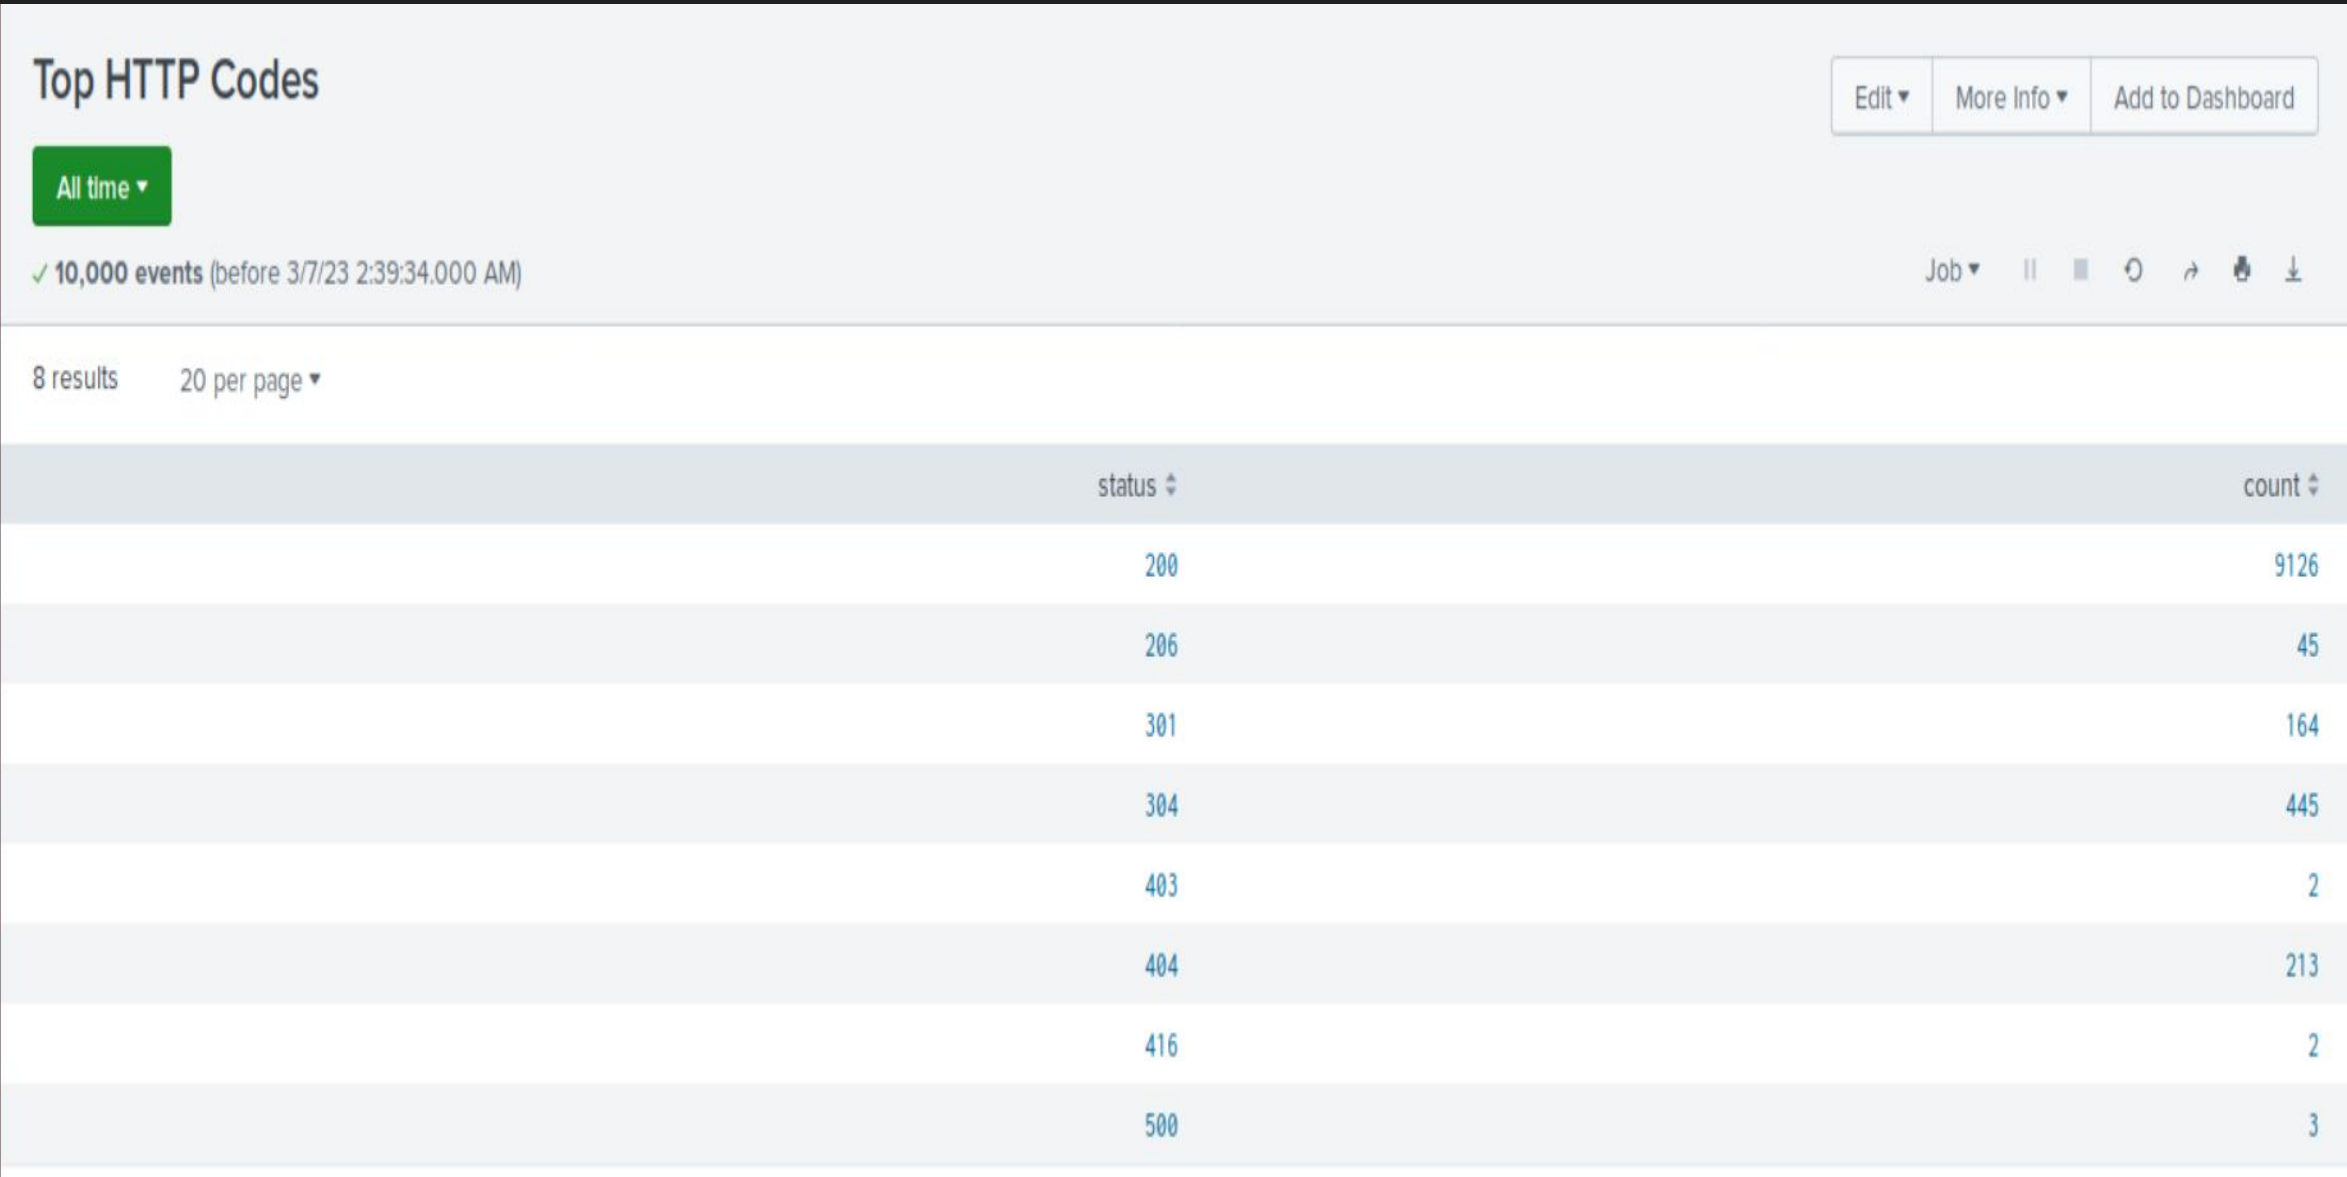 Top HTTP Codes
Edit More Info Add to Dashboard
All time
10,000 events (before 3/7/23 2:39:34.000 AM)
Job
8 results 20 per page
status count
200 9126
206 45
301 164
304 445
403 2
404 213
416 2
500 3